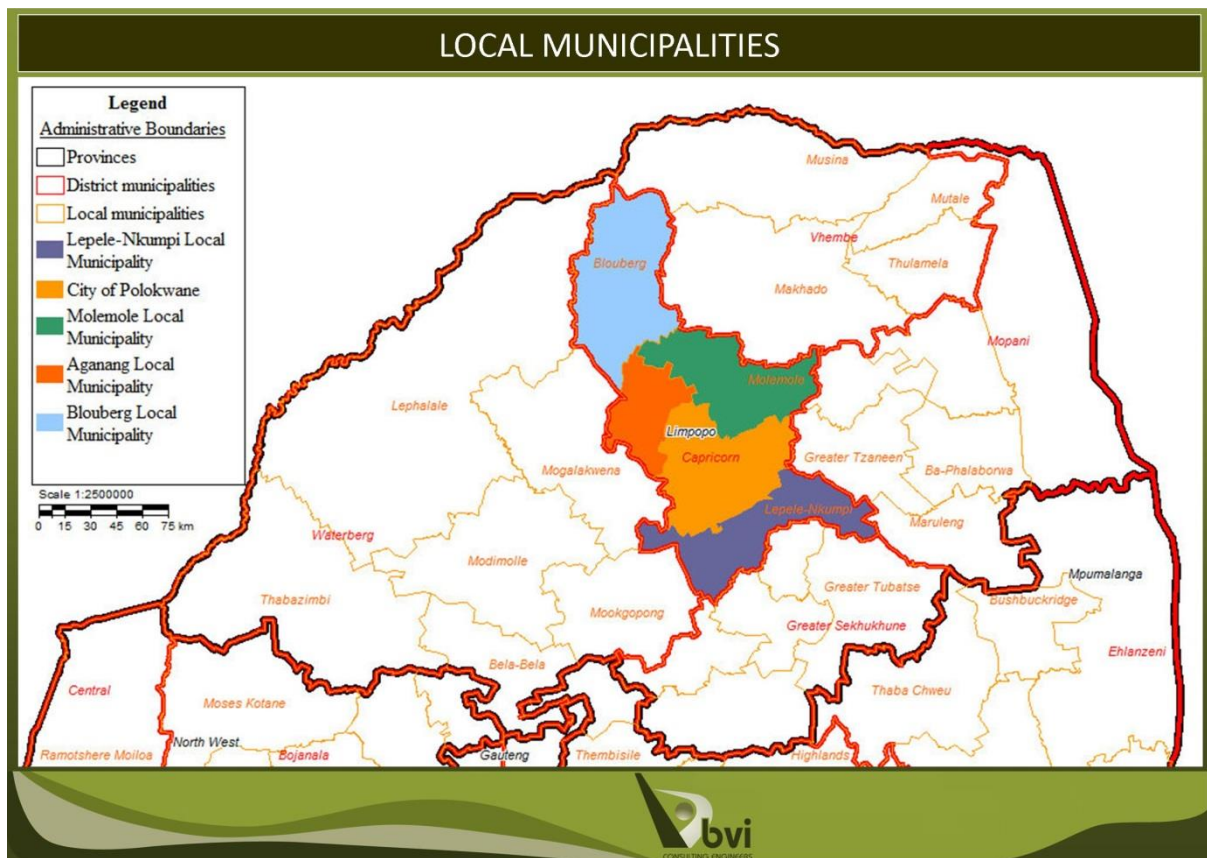 LOCAL MUNICIPALITIES
Legend
Administrative Boundaries
Provinces
District municipalities
Local municipalities
Lepele-Nkumpi Local
Municipality
City of Polokwane
Molemole Local
Municipality
Aganang Local
Municipality
Blouberg Local
Municipality
Scale 1:2500000
0 15 30 45 60 75 km
Musina
Mutale
Vhembe
Thulamela
Blouberg
Makhado
Mopani
Molemole
Lephalale
Limpopo
Capricorn
Greater Tzaneen
Mogalakwena
Ba-Phalaborwa
Lepele-Nkumpi
Maruleng
Waterberg
Modimolle
Mpumalanga
Greater Tubatse
Thabazimbi
Bushbuckridge
Mookgopong
Greater Sekhukhune
Ehlanzeni
Bela-Bela
Central
Thaba Chweu
Moses Kotane
North West
Ramotshere Moiloa
Bojanala
Gauteng
Thembisile
Highlands
bvi
CONSULTING ENGINEERS